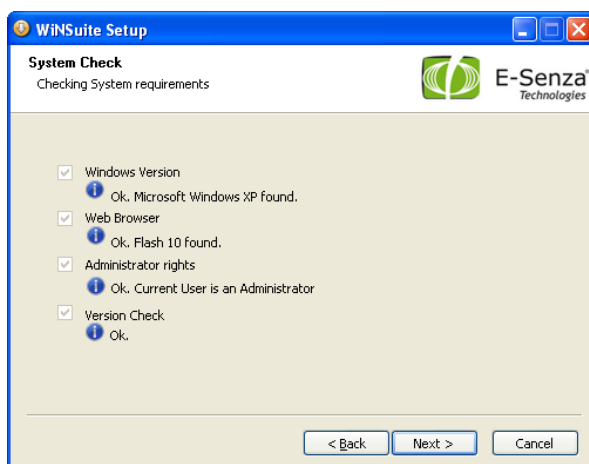 WiNSuite Setup
System Check
Checking System requirements
E-Senza
Technologies
Windows Version
Ok. Microsoft Windows XP found.
Web Browser
Ok. Flash 10 found.
Administrator rights
Ok. Current User is an Administrator
Version Check
Ok.
< Back Next > Cancel